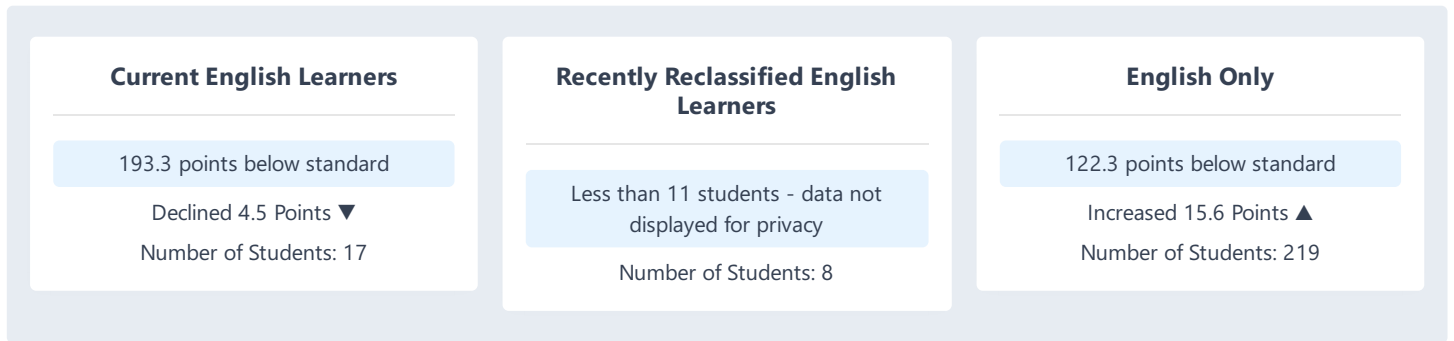 Current English Learners
193.3 points below standard
Declined 4.5 Points ▼
Number of Students: 17
Recently Reclassified English
Learners
Less than 11 students - data not
displayed for privacy
Number of Students: 8
English Only
122.3 points below standard
Increased 15.6 Points ▲
Number of Students: 219